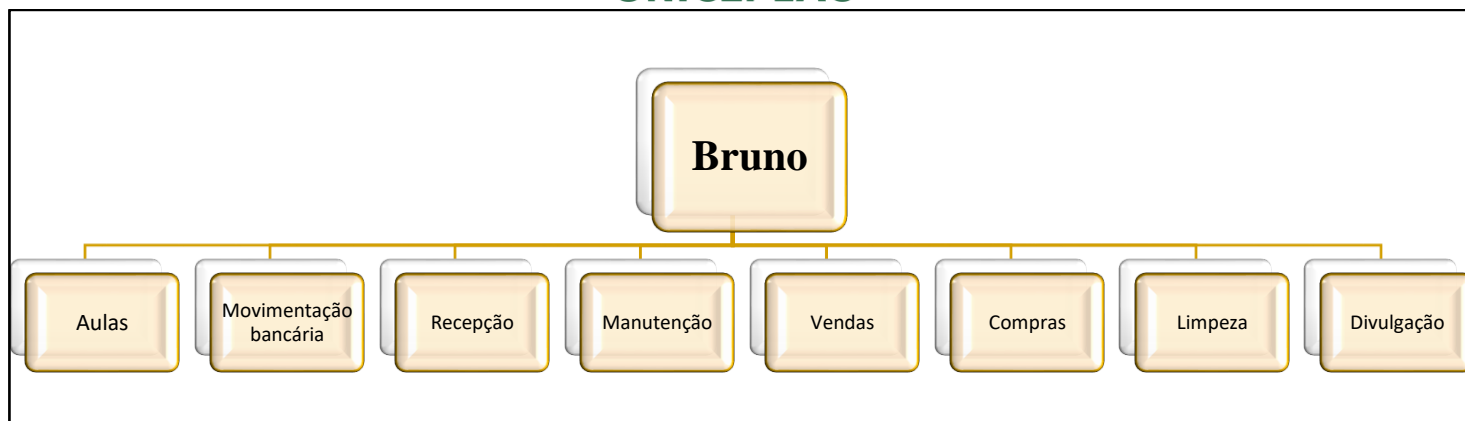 Bruno
Aulas
Movimentação
bancária
Recepção
Manutenção
Vendas
Compras
Limpeza
Divulgação